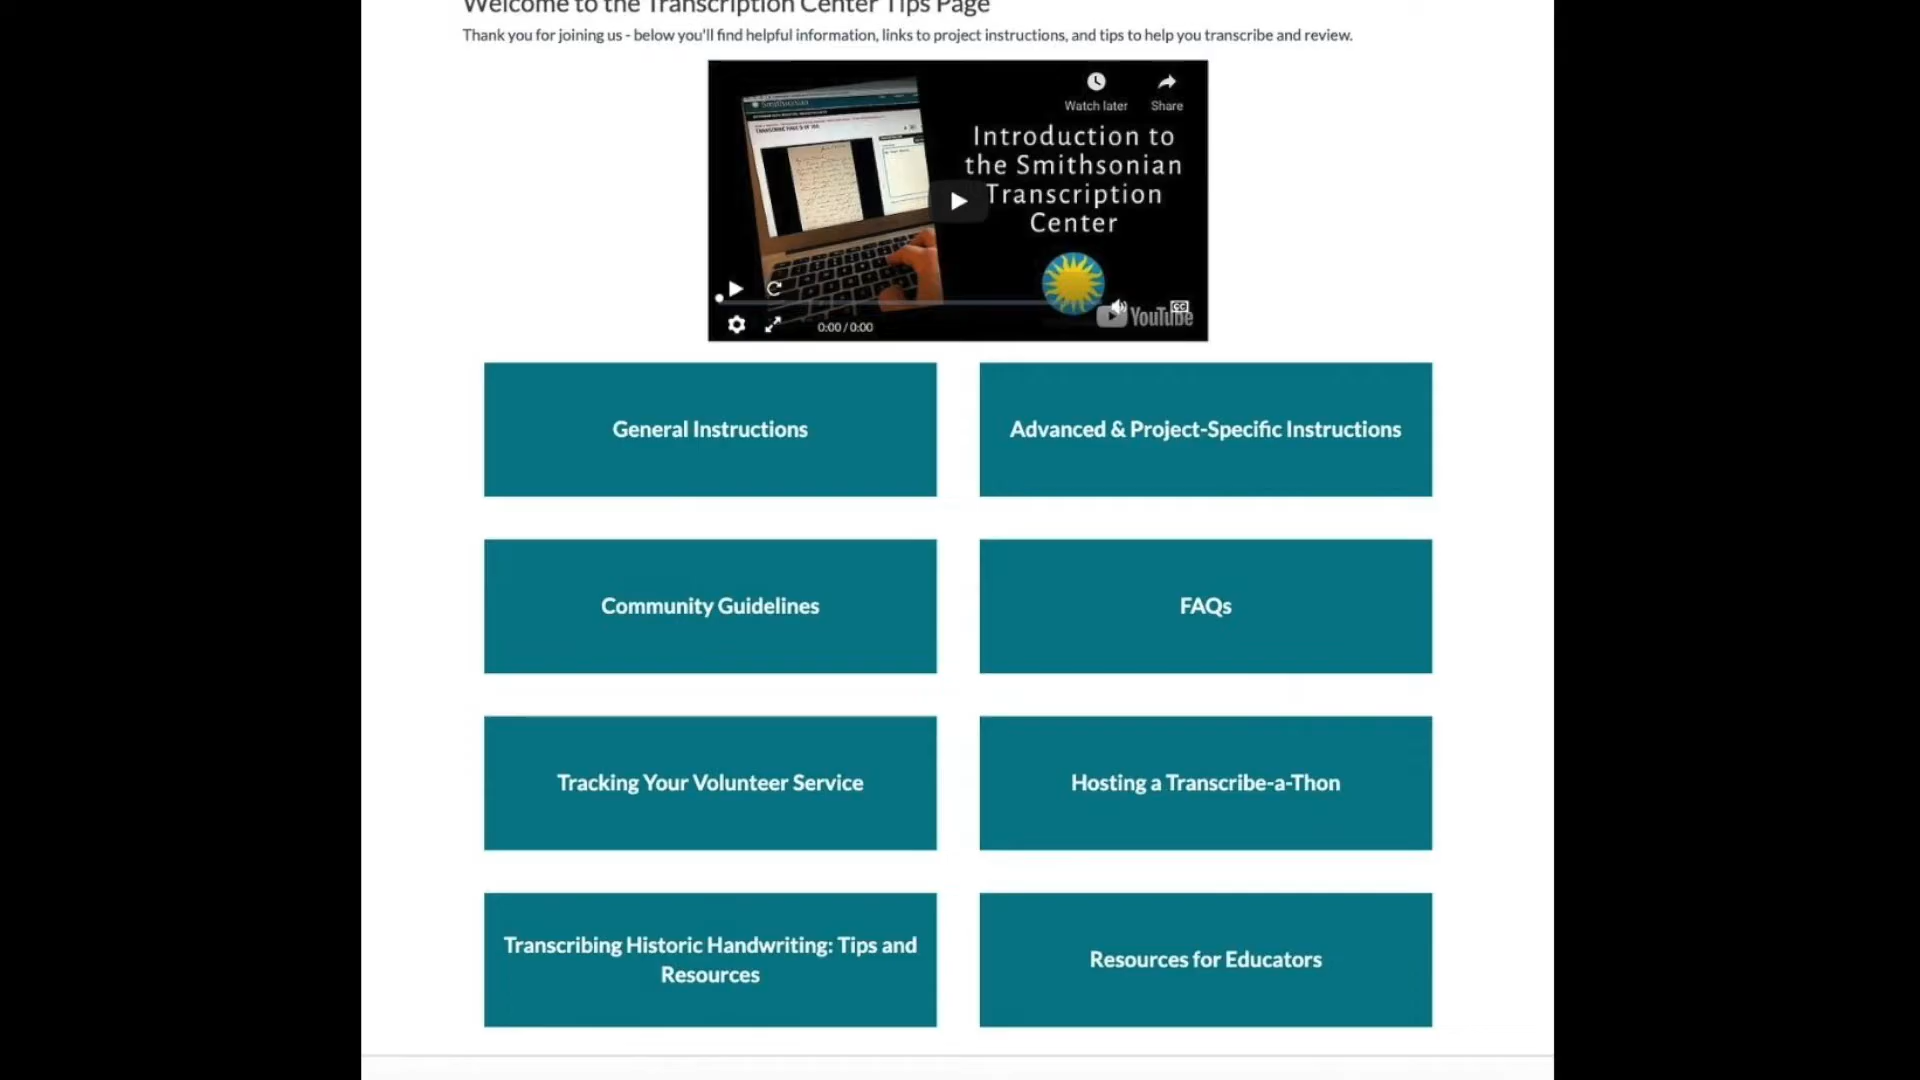 Welcome to the Transcription Center Tips Page
Thank you for joining us - below you'll find helpful information, links to project instructions, and tips to help you transcribe and review.
Smithsonian
Watch later
Share
Introduction to
the Smithsonian
Transcription
Center
0:00 / 0:00
CC
YouTube
General Instructions
Advanced & Project-Specific Instructions
Community Guidelines
FAQs
Tracking Your Volunteer Service
Hosting a Transcribe-a-Thon
Transcribing Historic Handwriting: Tips and
Resources
Resources for Educators